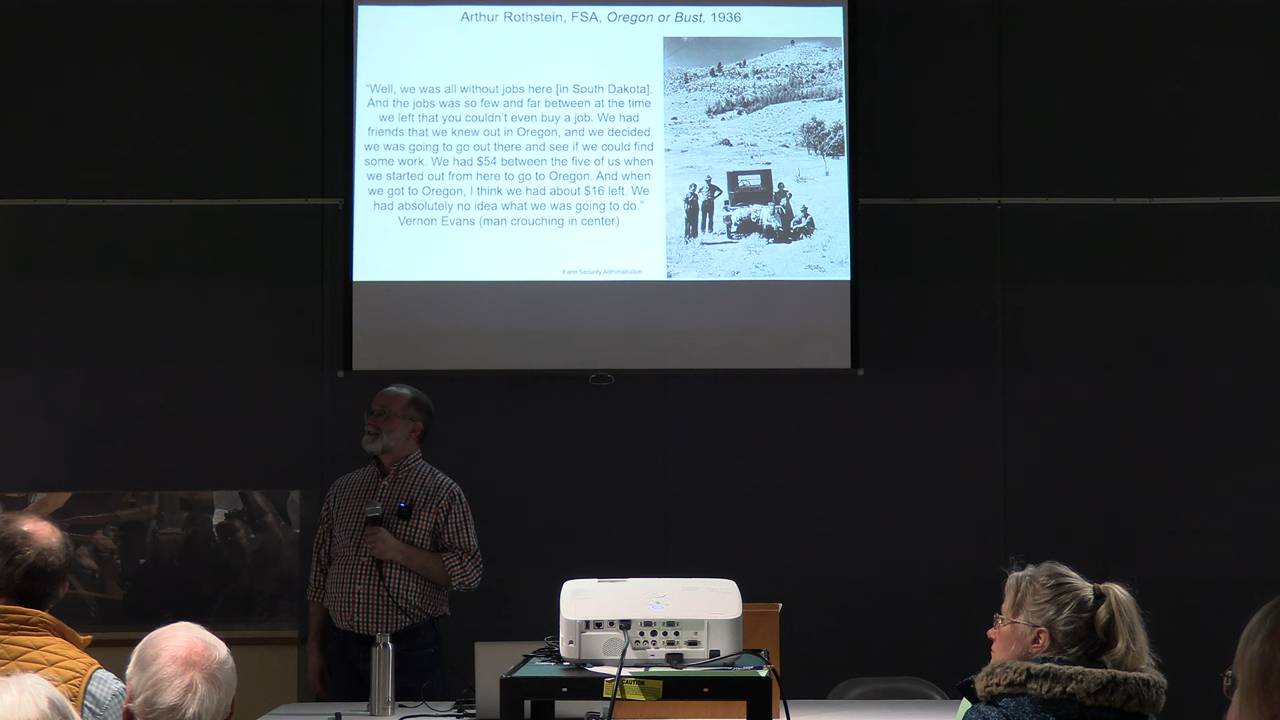 Arthur Rothstein, FSA, Oregon or Bust, 1936
"Well, we was all without jobs here [in South Dakota].
And the jobs was so few and far between at the time
we left that you couldn't even buy a job. We had
friends that we knew out in Oregon, and we decided
we was going to go out there and see if we could find
some work. We had $54 between the five of us when
we started out from here to go to Oregon. And when
we got to Oregon, I think we had about $16 left. We
had absolutely no idea what we was going to do."
Vernon Evans (man crouching in center)
Farm Security Administration
CAUTION